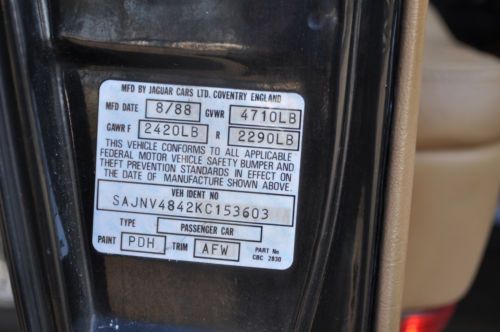 MFD BY JAGUAR CARS LTD. COVENTRY ENGLAND
MFD DATE 8/88 GVWR 4710LB
GAWR F 2420LB R 2290LB
THIS VEHICLE CONFORMS TO ALL APPLICABLE
FEDERAL MOTOR VEHICLE SAFETY BUMPER AND
THEFT PREVENTION STANDARDS IN EFFECT ON
THE DATE OF MANUFACTURE SHOWN ABOVE.
VEH IDENT NO
SAJNV4842KC153603
TYPE PASSENGER CAR
PAINT PDH TRIM AFW PART No
CBC 2830